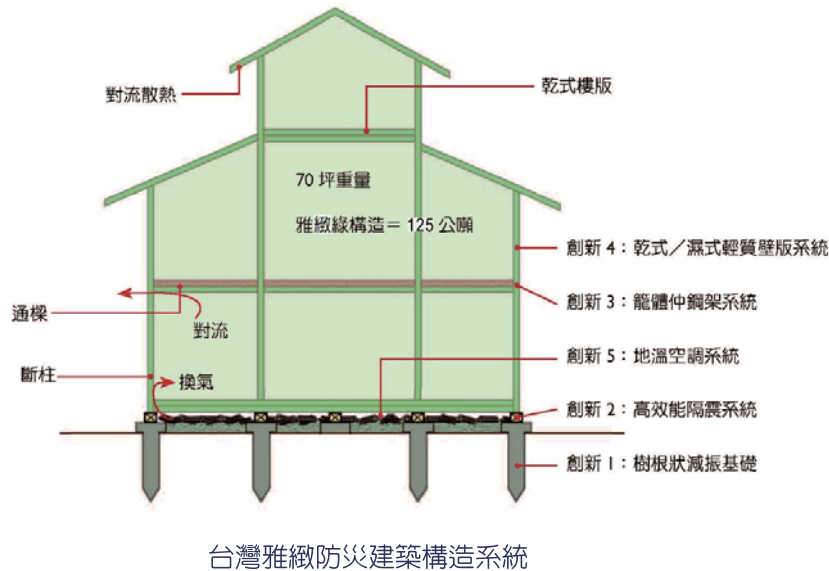 對流散熱
乾式樓版
70 坪重量
雅緻綠構造＝ 125 公噸
創新 4：乾式／濕式輕質壁版系統
創新 3：龍體仲鋼架系統
通樑
對流
創新 5：地溫空調系統
斷柱
換氣
創新 2：高效能隔震系統
創新 1：樹根狀減振基礎
台灣雅緻防災建築構造系統